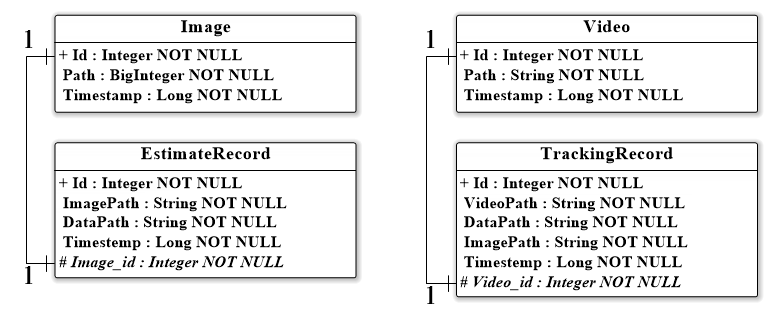 Image
1
+ Id : Integer NOT NULL
Path : BigInteger NOT NULL
Timestamp : Long NOT NULL
EstimateRecord
+ Id : Integer NOT NULL
ImagePath : String NOT NULL
DataPath : String NOT NULL
Timestemp : Long NOT NULL
# Image_id : Integer NOT NULL
1
Video
1
+ Id : Integer NOT NULL
Path : String NOT NULL
Timestamp : Long NOT NULL
TrackingRecord
+ Id : Integer NOT NULL
VideoPath : String NOT NULL
DataPath : String NOT NULL
ImagePath : String NOT NULL
Timestemp : Long NOT NULL
# Video_id : Integer NOT NULL
1